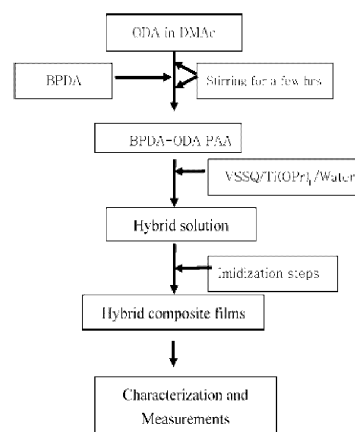 ODA in DMAc
BPDA
Stirring for a few hrs
BPDA-ODA PAA
VSSQ/Ti(OPr)4/Water
Hybrid solution
Imidization steps
Hybrid composite films
Characterization and
Measurements